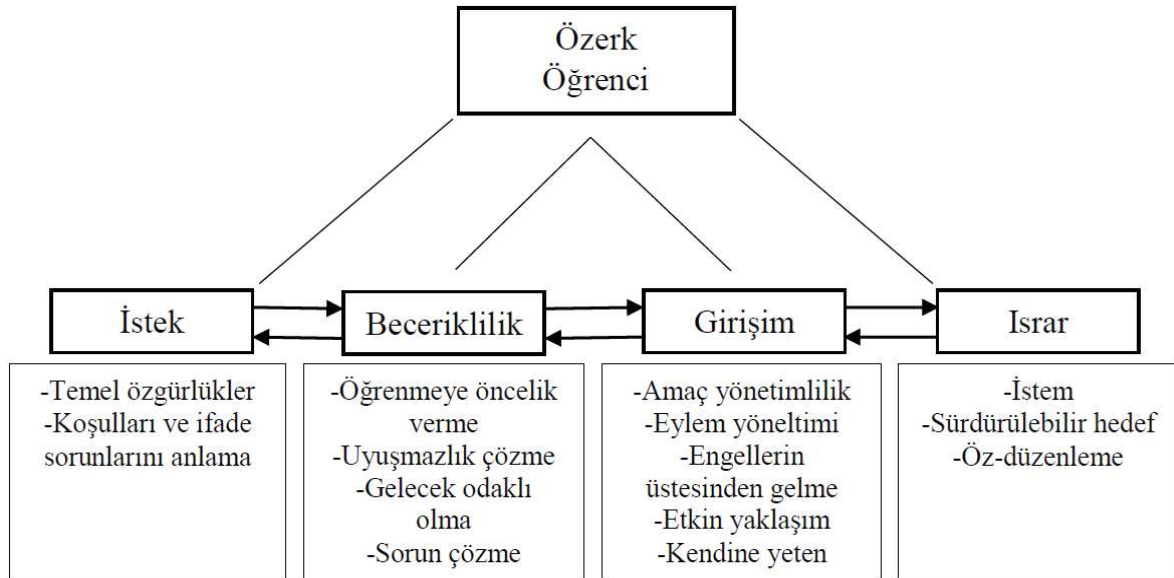 Özerk
Öğrenci
İstek
Beceriklilik
Girişim
Israr
-Temel özgürlükler
-Koşulları ve ifade
sorunlarını anlama
-Öğrenmeye öncelik
verme
-Uyuşmazlık çözme
-Gelecek odaklı
olma
-Sorun çözme
-Amaç yönetimlilik
-Eylem yöneltimi
-Engellerin
üstesinden gelme
-Etkin yaklaşım
-Kendine yeten
-İstem
-Sürdürülebilir hedef
-Öz-düzenleme